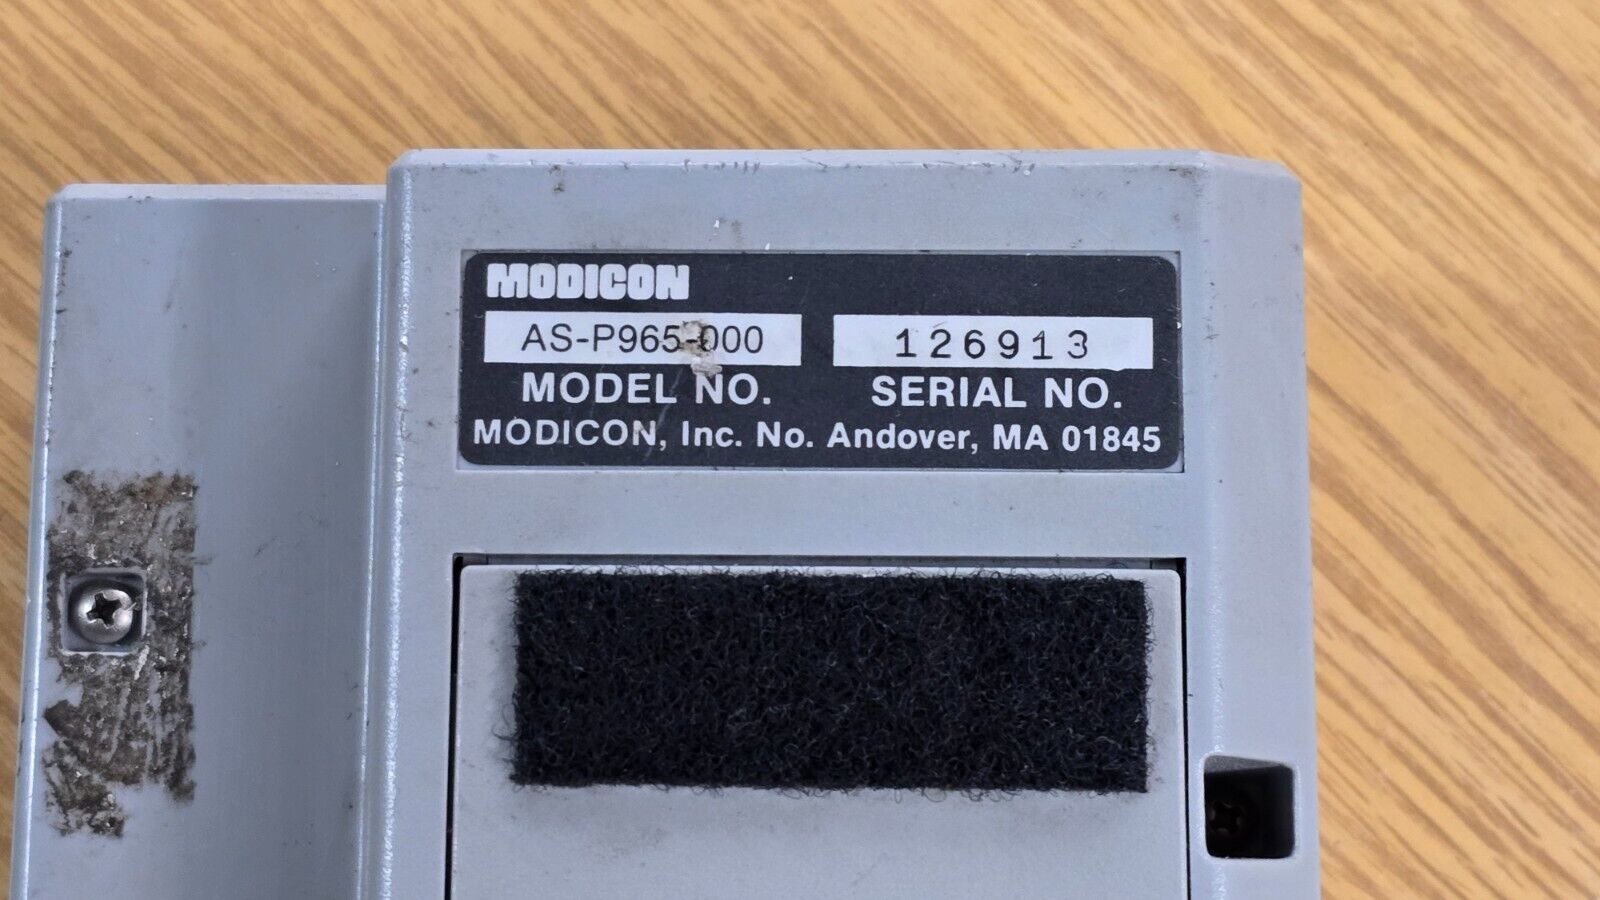 MODICON
AS-P965-000 126913
MODEL NO. SERIAL NO.
MODICON, Inc. No. Andover, MA 01845